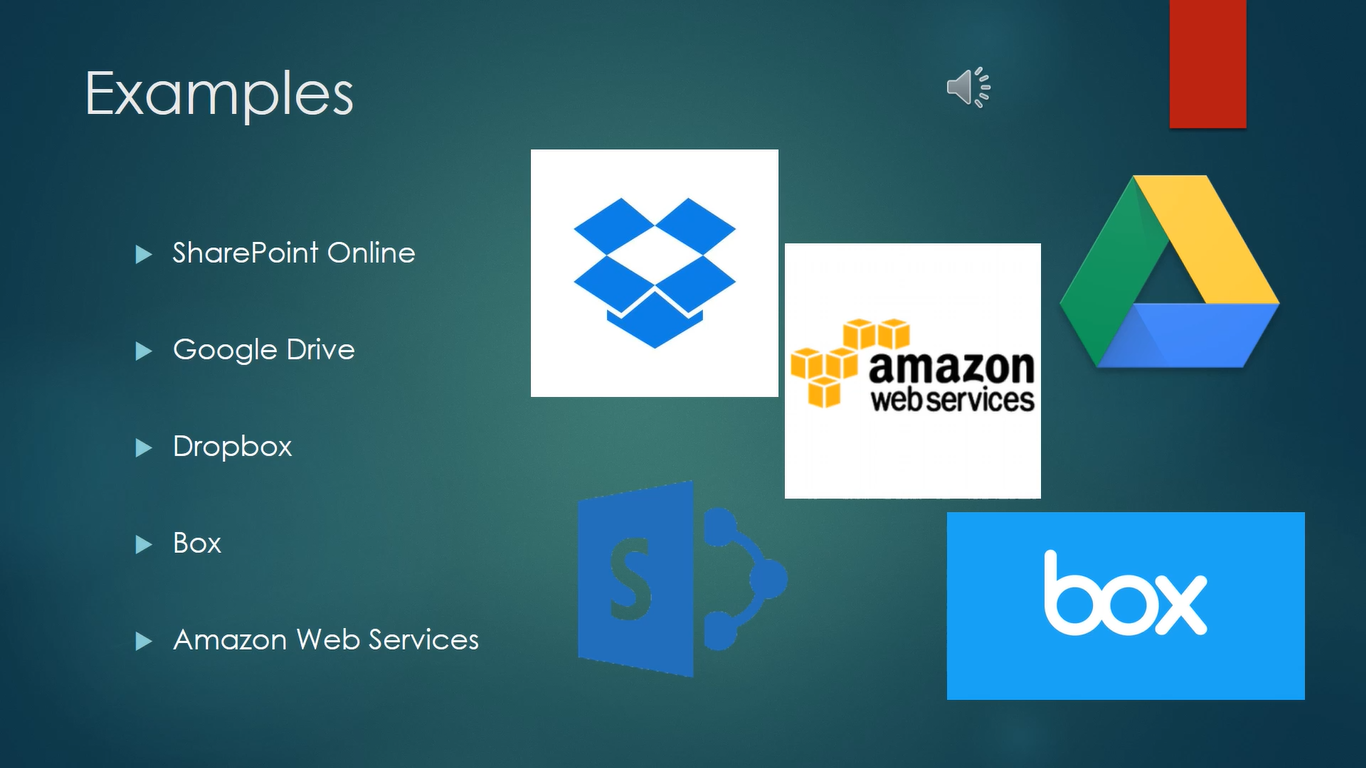 Examples
SharePoint Online
Google Drive
Dropbox
Box
Amazon Web Services
amazon
web services
S
box